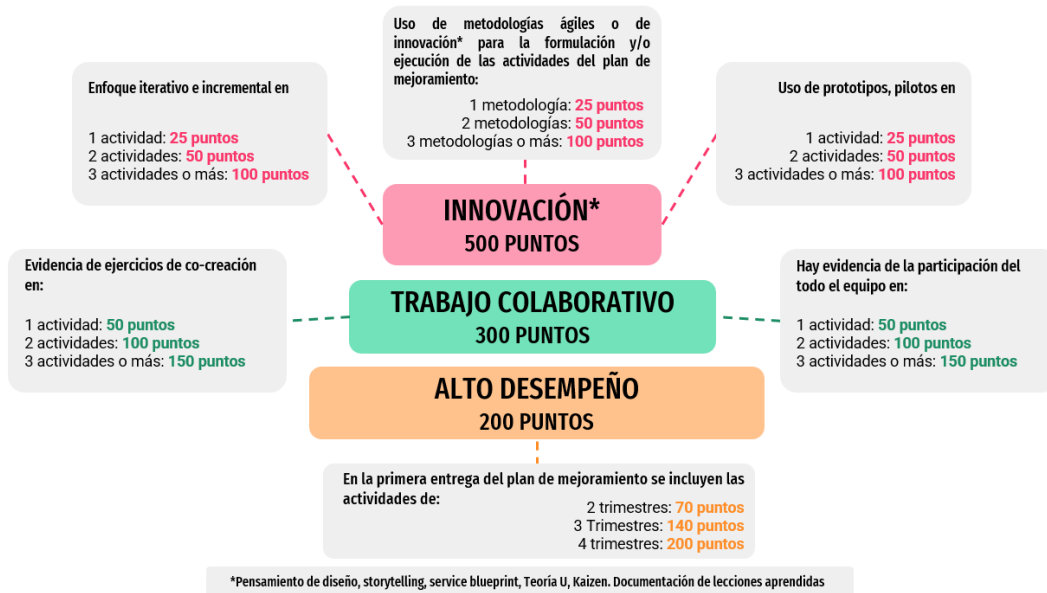 Uso de metodologías ágiles o de
innovación* para la formulación y/o
ejecución de las actividades del plan de
mejoramiento:
1 metodología: 25 puntos
2 metodologías: 50 puntos
3 metodologías o más: 100 puntos
Enfoque iterativo e incremental en
1 actividad: 25 puntos
2 actividades: 50 puntos
3 actividades o más: 100 puntos
Uso de prototipos, pilotos en
1 actividad: 25 puntos
2 actividades: 50 puntos
3 actividades o más: 100 puntos
INNOVACIÓN*
500 PUNTOS
Evidencia de ejercicios de co-creación
en:
1 actividad: 50 puntos
2 actividades: 100 puntos
3 actividades o más: 150 puntos
TRABAJO COLABORATIVO
300 PUNTOS
Hay evidencia de la participación del
todo el equipo en:
1 actividad: 50 puntos
2 actividades: 100 puntos
3 actividades o más: 150 puntos
ALTO DESEMPEÑO
200 PUNTOS
En la primera entrega del plan de mejoramiento se incluyen las
actividades de:
2 trimestres: 70 puntos
3 Trimestres: 140 puntos
4 trimestres: 200 puntos
*Pensamiento de diseño, storytelling, service blueprint, Teoría U, Kaizen. Documentación de lecciones aprendidas